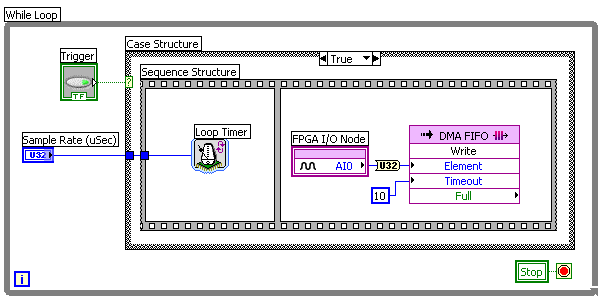 While Loop
Case Structure
True
Trigger
TF
?
Sequence Structure
Loop Timer
Sample Rate (uSec)
U32
FPGA I/O Node
AI0
U32
DMA FIFO
Write
Element
Timeout
Full
10
i
Stop